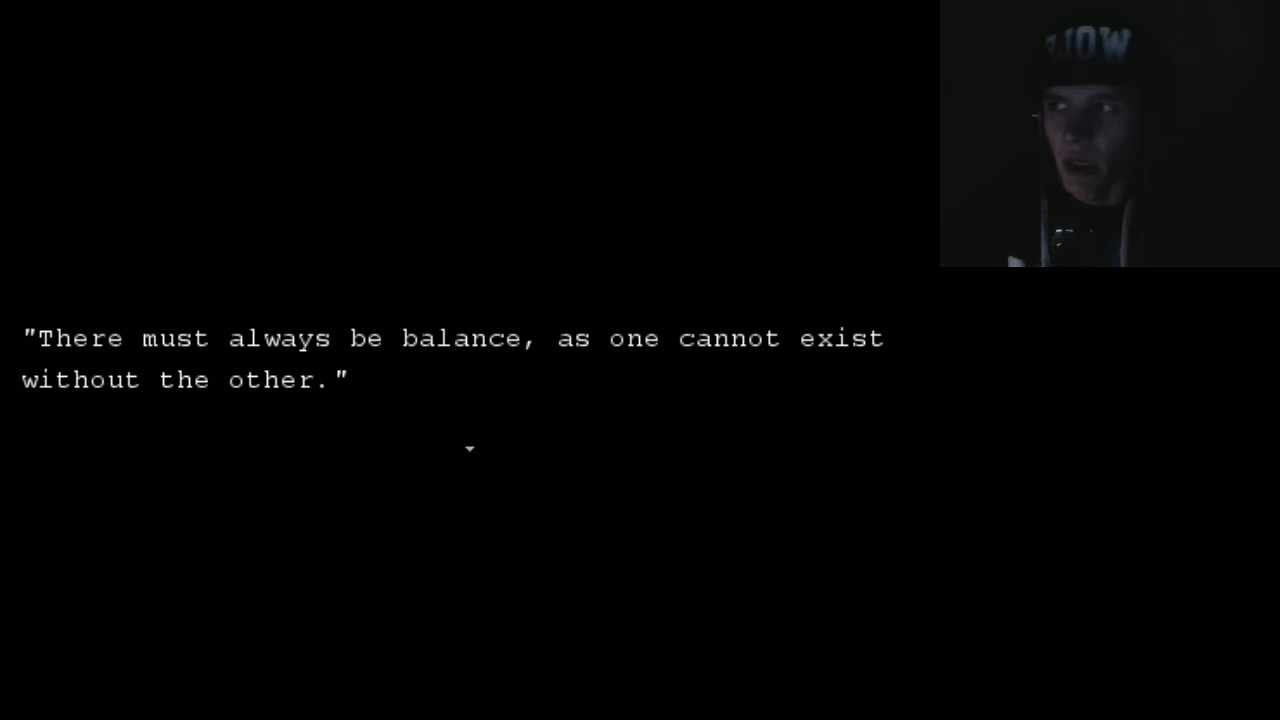 "There must always be balance, as one cannot exist
without the other."